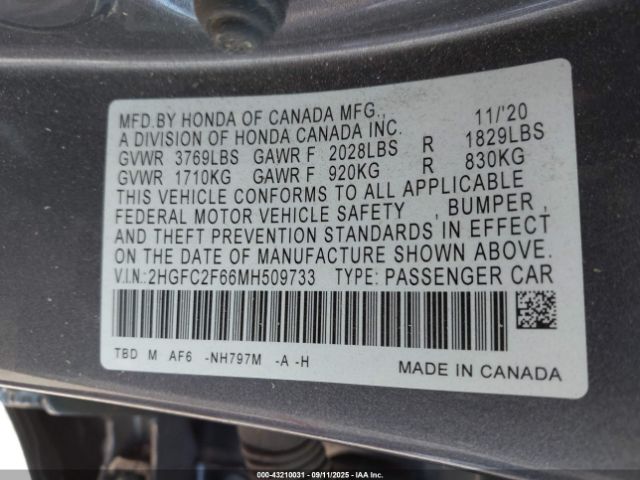 MFD.BY HONDA OF CANADA MFG., 11/'20
A DIVISION OF HONDA CANADA INC.
GVWR 3769LBS GAWR F 2028LBS R 1829LBS
GVWR 1710KG GAWR F 920KG R 830KG
THIS VEHICLE CONFORMS TO ALL APPLICABLE
FEDERAL MOTOR VEHICLE SAFETY , BUMPER ,
AND THEFT PREVENTION STANDARDS IN EFFECT
ON THE DATE OF MANUFACTURE SHOWN ABOVE.
V.I.N.: 2HGFC2F66MH509733 TYPE: PASSENGER CAR
TBD M AF6 -NH797M -A -H
MADE IN CANADA
000-43210031 - 09/11/2025 - IAA Inc.